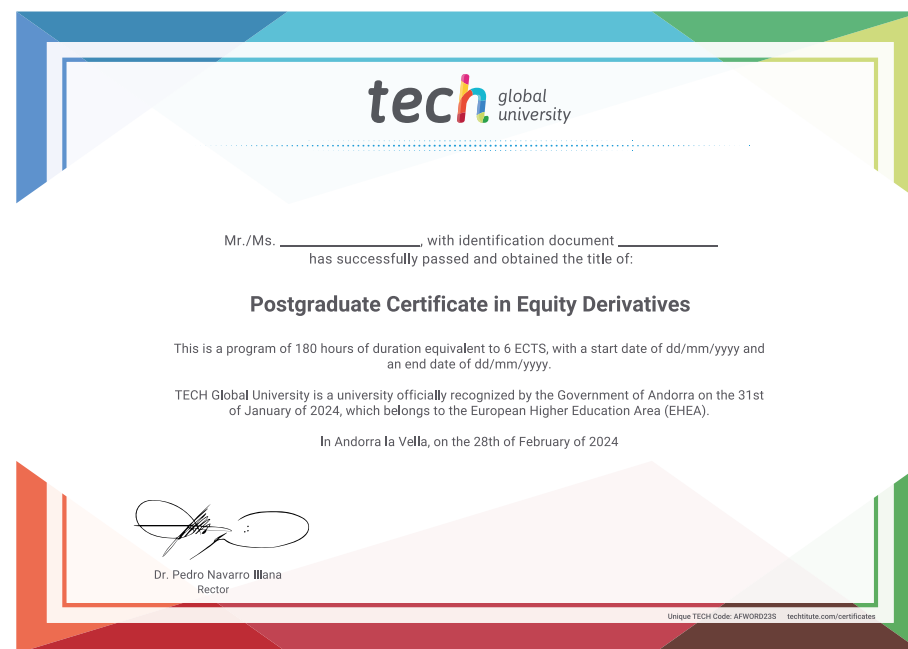 tech global
university
Mr./Ms. ____________, with identification document ____________
has successfully passed and obtained the title of:
Postgraduate Certificate in Equity Derivatives
This is a program of 180 hours of duration equivalent to 6 ECTS, with a start date of dd/mm/yyyy and
an end date of dd/mm/yyyy.
TECH Global University is a university officially recognized by the Government of Andorra on the 31st
of January of 2024, which belongs to the European Higher Education Area (EHEA).
In Andorra la Vella, on the 28th of February of 2024
Dr. Pedro Navarro Illana
Rector
Unique TECH Code: AFWORD23S techtitute.com/certificates